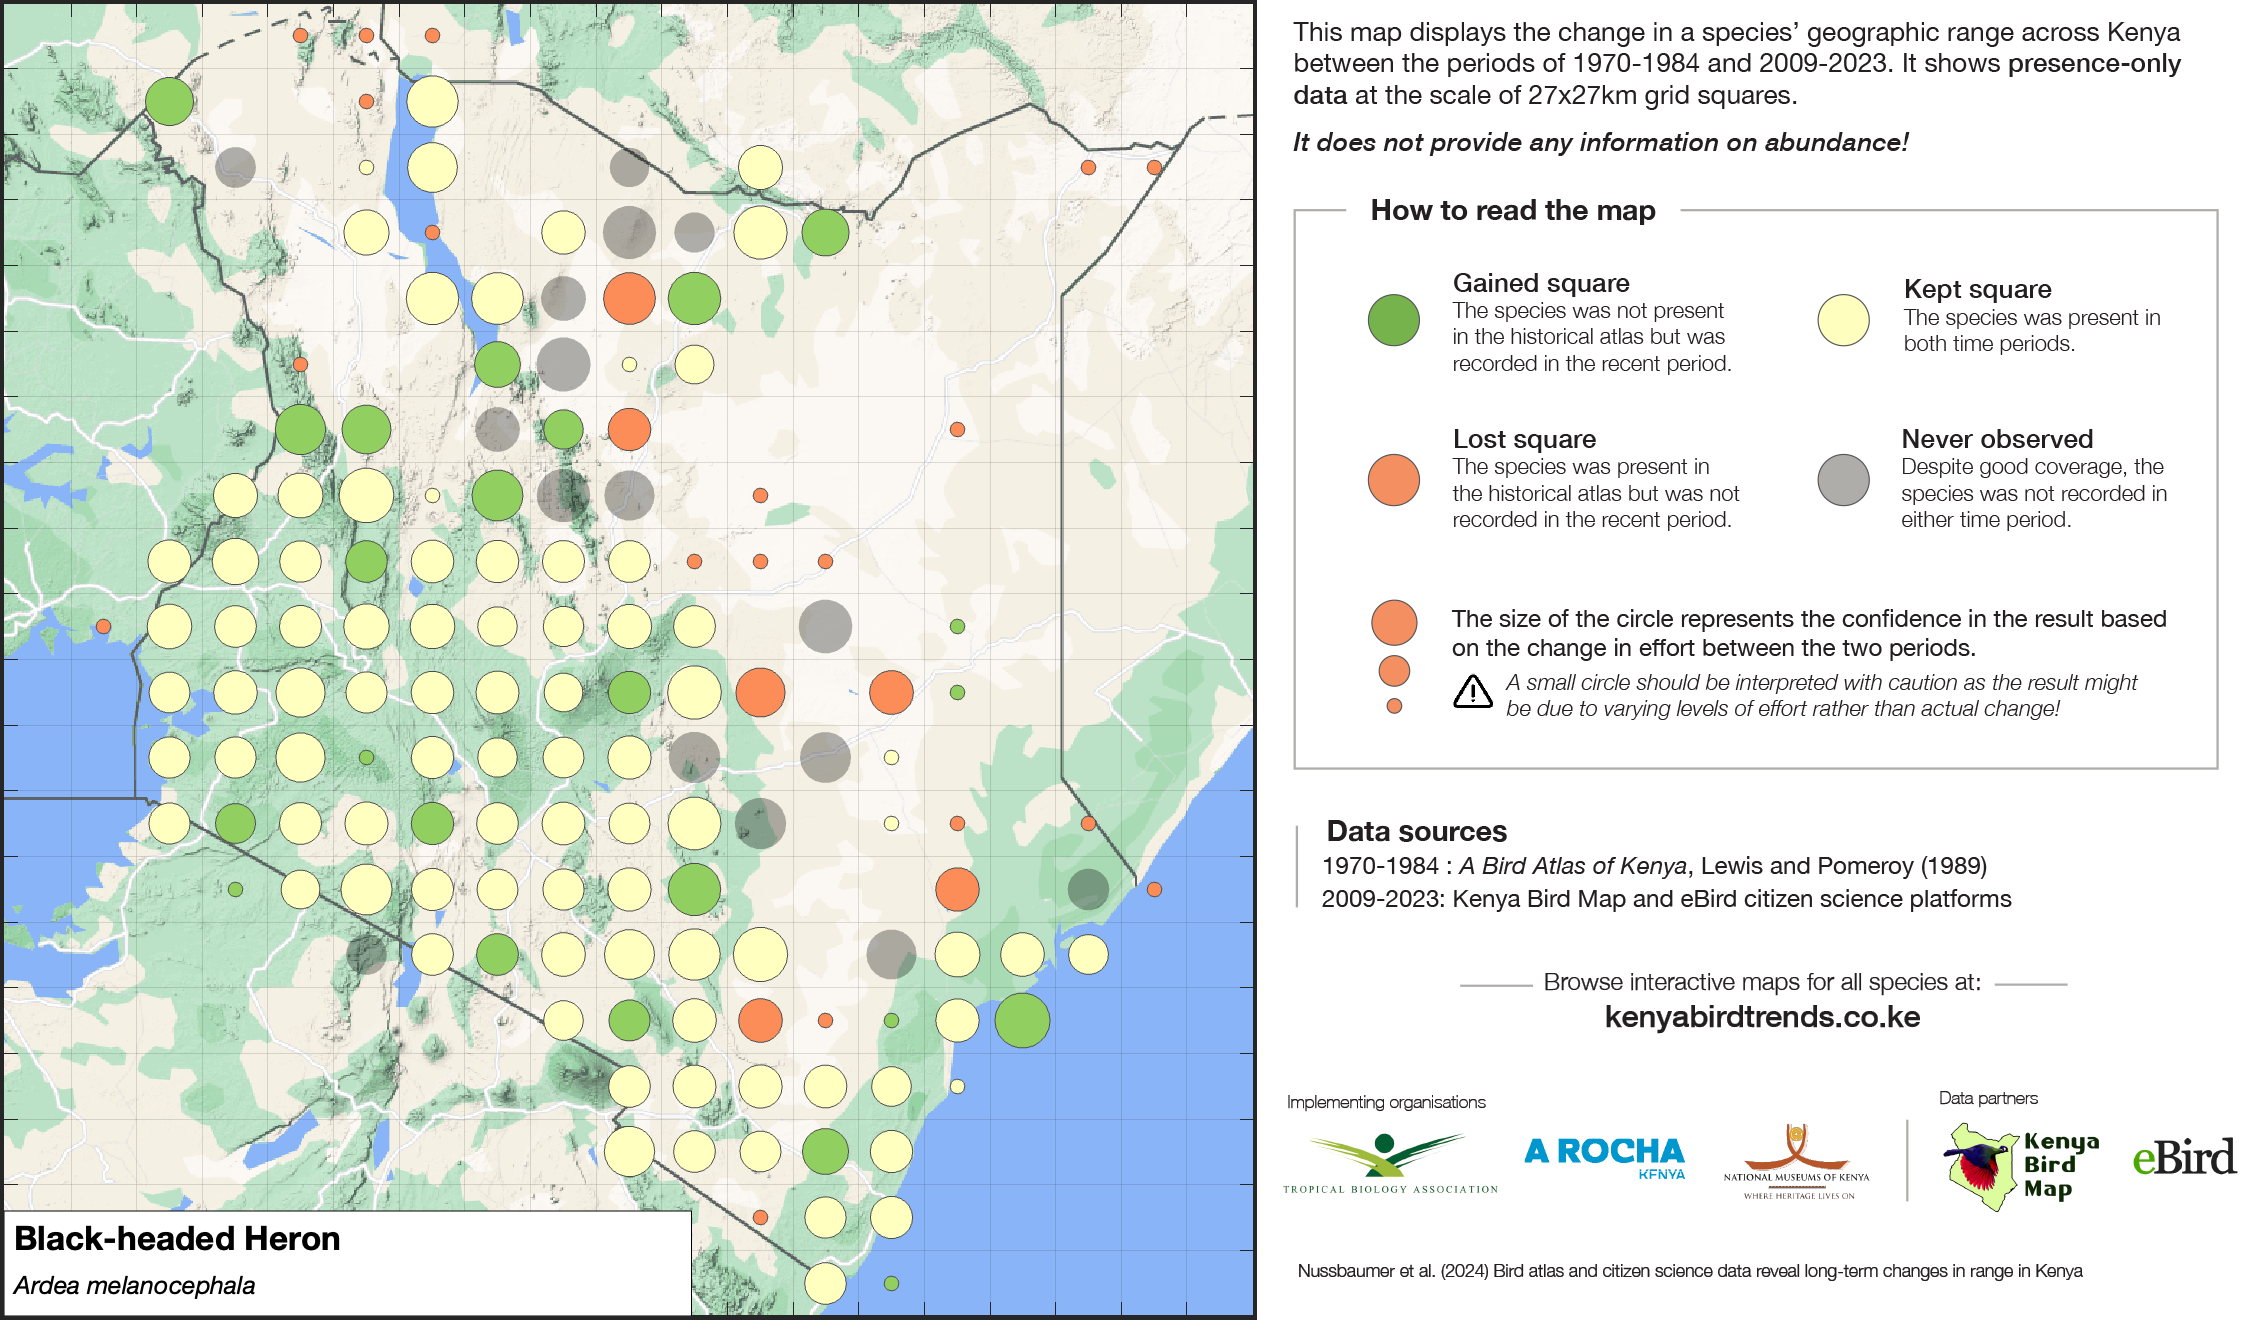 This map displays the change in a species’ geographic range across Kenya
between the periods of 1970-1984 and 2009-2023. It shows presence-only
data at the scale of 27x27km grid squares.
It does not provide any information on abundance!
How to read the map
Gained square
The species was not present
in the historical atlas but was
recorded in the recent period.
Kept square
The species was present in
both time periods.
Lost square
The species was present in
the historical atlas but was not
recorded in the recent period.
Never observed
Despite good coverage, the
species was not recorded in
either time period.
The size of the circle represents the confidence in the result based
on the change in effort between the two periods.
A small circle should be interpreted with caution as the result might
be due to varying levels of effort rather than actual change!
Data sources
1970-1984 : A Bird Atlas of Kenya, Lewis and Pomeroy (1989)
2009-2023: Kenya Bird Map and eBird citizen science platforms
Browse interactive maps for all species at:
kenyabirdtrends.co.ke
Implementing organisations
Data partners
TROPICAL BIOLOGY ASSOCIATION
A ROCHA
KENYA
NATIONAL MUSEUMS OF KENYA
WHERE HERITAGE LIVES ON
Kenya
Bird
Map
eBird
Nussbaumer et al. (2024) Bird atlas and citizen science data reveal long-term changes in range in Kenya
Black-headed Heron
Ardea melanocephala